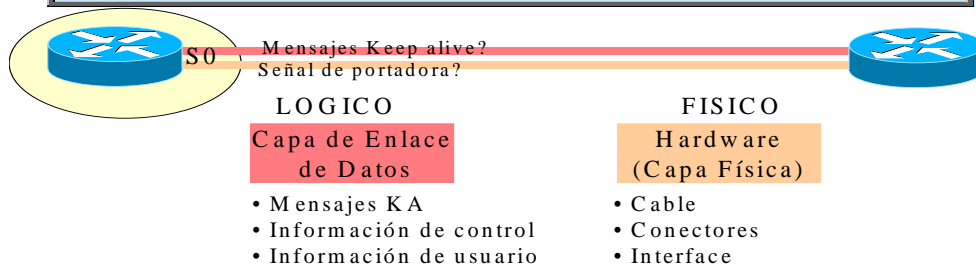 S0
Mensajes Keep alive?
Señal de portadora?
LOGICO
FISICO
Capa de Enlace
de Datos
Hardware
(Capa Física)
• Mensajes KA
• Información de control
• Información de usuario
• Cable
• Conectores
• Interface